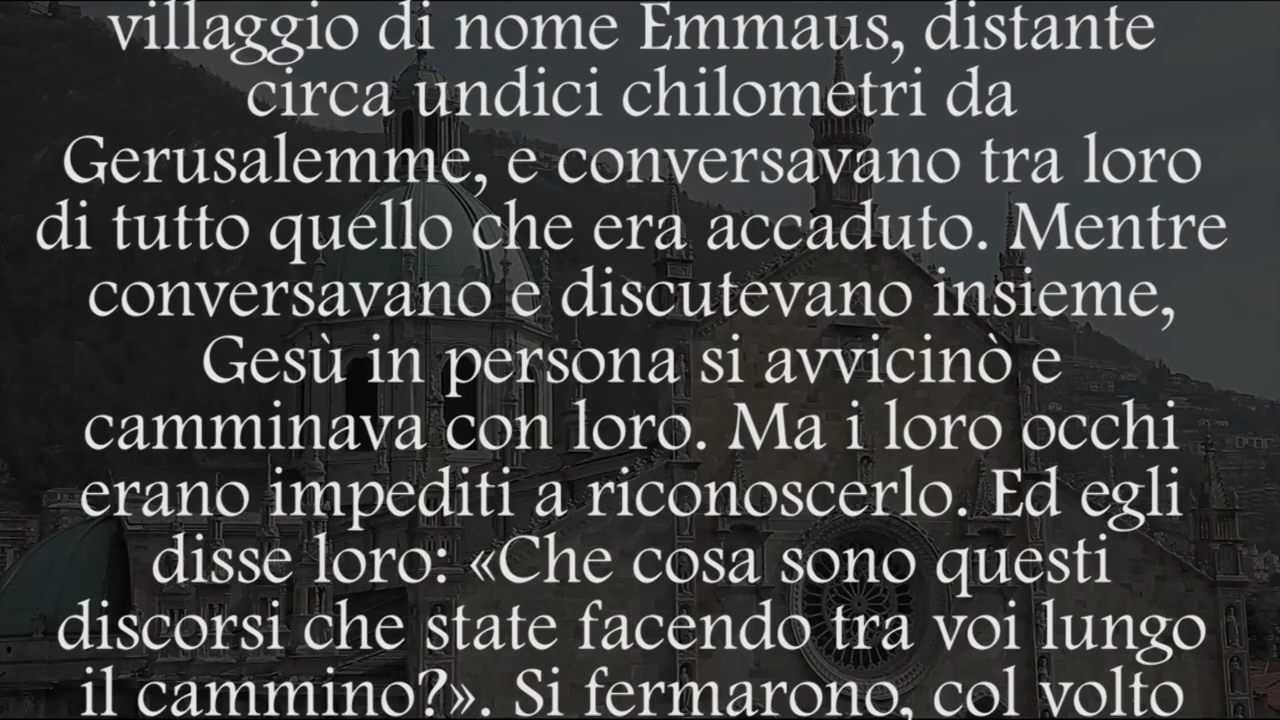 villaggio di nome Emmaus, distante
circa undici chilometri da
Gerusalemme, e conversavano tra loro
di tutto quello che era accaduto. Mentre
conversavano e discutevano insieme,
Gesù in persona si avvicinò e
camminava con loro. Ma i loro occhi
erano impediti a riconoscerlo. Ed egli
disse loro: «Che cosa sono questi
discorsi che state facendo tra voi lungo
il cammino?». Si fermarono, col volto